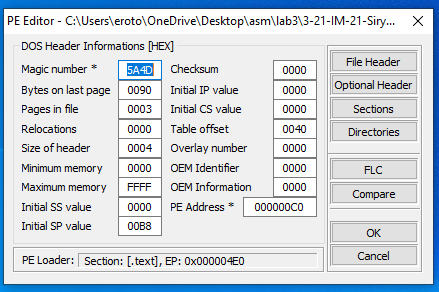 PE Editor - C:\Users\eroto\OneDrive\Desktop\asm\lab3\3-21-IM-21-Siry...
DOS Header Informations [HEX]
Magic number * 5A4D Checksum 0000
Bytes on last page 0090 Initial IP value 0000
Pages in file 0003 Initial CS value 0000
Relocations 0000 Table offset 0040
Size of header 0004 Overlay number 0000
Minimum memory 0000 OEM Identifier 0000
Maximum memory FFFF OEM Information 0000
Initial SS value 0000 PE Address * 000000C0
Initial SP value 00B8
File Header
Optional Header
Sections
Directories
FLC
Compare
OK
Cancel
PE Loader: Section: [.text], EP: 0x000004E0